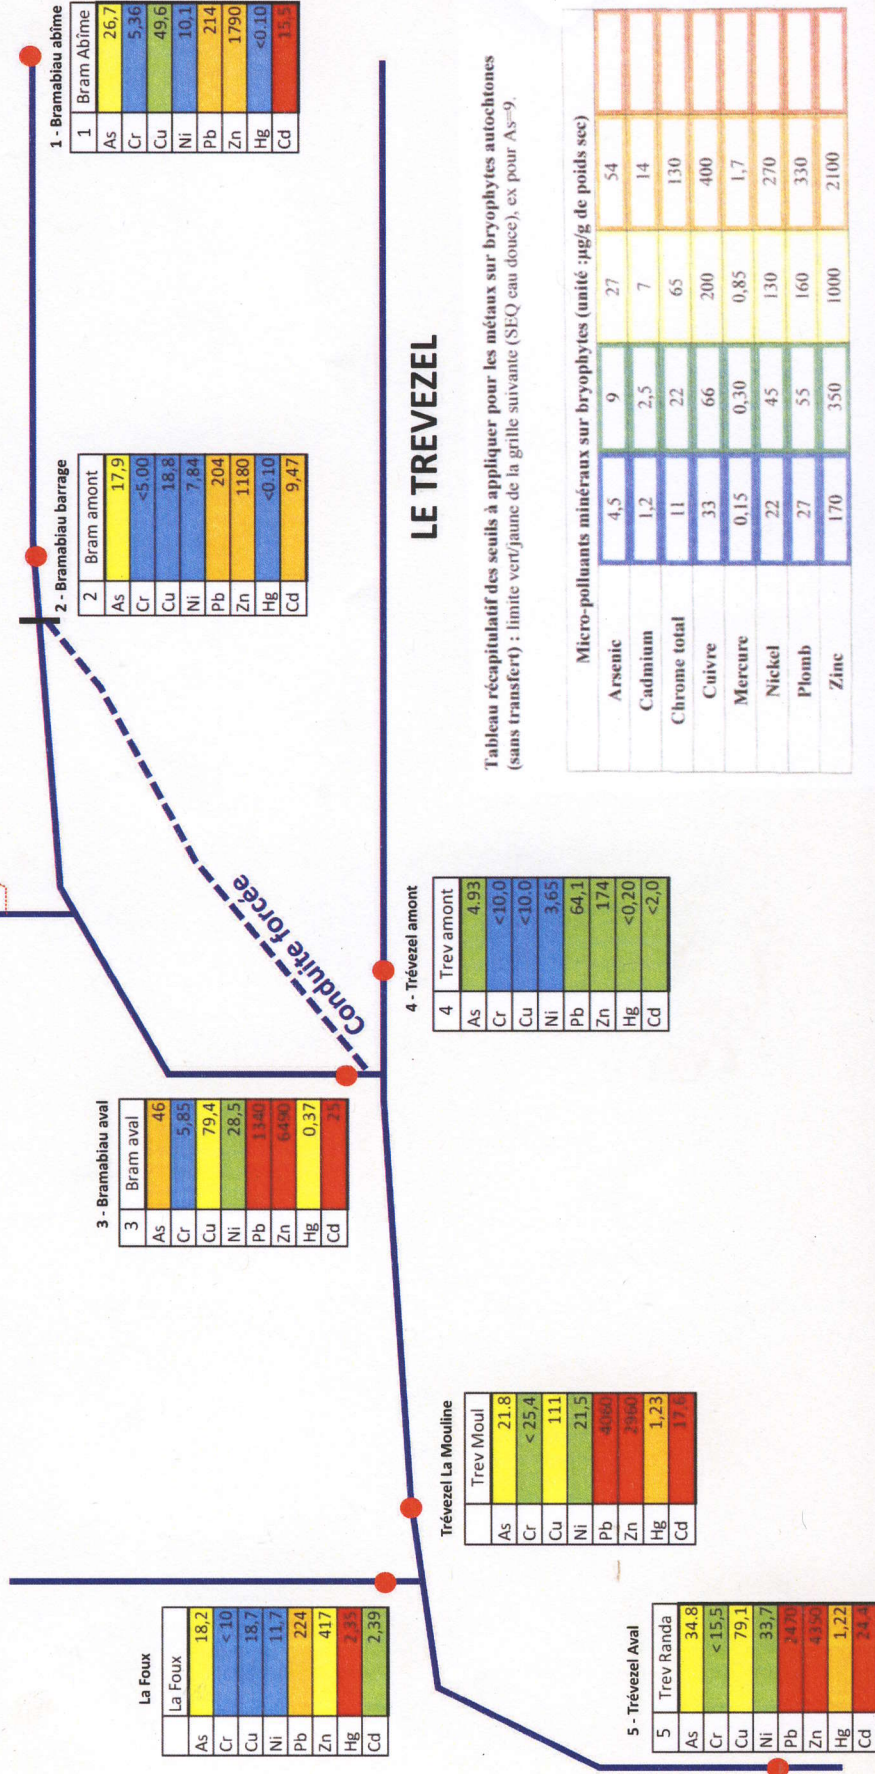 1 - Bramabiau abîme
1 Bram Abîme
As 26,7
Cr 5,36
Cu 49,6
Ni 10,1
Pb 214
Zn 1790
Hg <0.10
Cd 15,5
2 - Bramabiau barrage
2 Bram amont
As 17,9
Cr <5.00
Cu 18,8
Ni 7,84
Pb 204
Zn 1180
Hg <0.10
Cd 9,47
Conduite forcée
LE TREVEZEL
3 - Bramabiau aval
3 Bram aval
As 46
Cr 5,85
Cu 79,4
Ni 28,5
Pb 1340
Zn 6490
Hg 0,37
Cd 25
4 - Trévezel amont
4 Trev amont
As 4.93
Cr <10,0
Cu <10.0
Ni 3,65
Pb 64,1
Zn 174
Hg <0,20
Cd <2,0
Trévezel La Mouline
Trev Moul
As 21.8
Cr < 25,4
Cu 111
Ni 21,5
Pb 4060
Zn 2960
Hg 1,23
Cd 17.6
La Foux
La Foux
As 18,2
Cr < 10
Cu 18,7
Ni 11,7
Pb 224
Zn 417
Hg 2,35
Cd 2,39
5 - Trévezel Aval
5 Trev Randa
As 34.8
Cr < 15,5
Cu 79,1
Ni 33,7
Pb 2470
Zn 4350
Hg 1,22
Cd 24,4
Tableau récapitulatif des seuils à appliquer pour les métaux sur bryophytes autochtones
(sans transfert) : limite vert/jaune de la grille suivante (SEQ eau douce), ex pour As=9.
Micro-polluants minéraux sur bryophytes (unité :µg/g de poids sec)
Arsenic 4,5 9 27 54
Cadmium 1,2 2,5 7 14
Chrome total 11 22 65 130
Cuivre 33 66 200 400
Mercure 0,15 0,30 0,85 1,7
Nickel 22 45 130 270
Plomb 27 55 160 330
Zinc 170 350 1000 2100